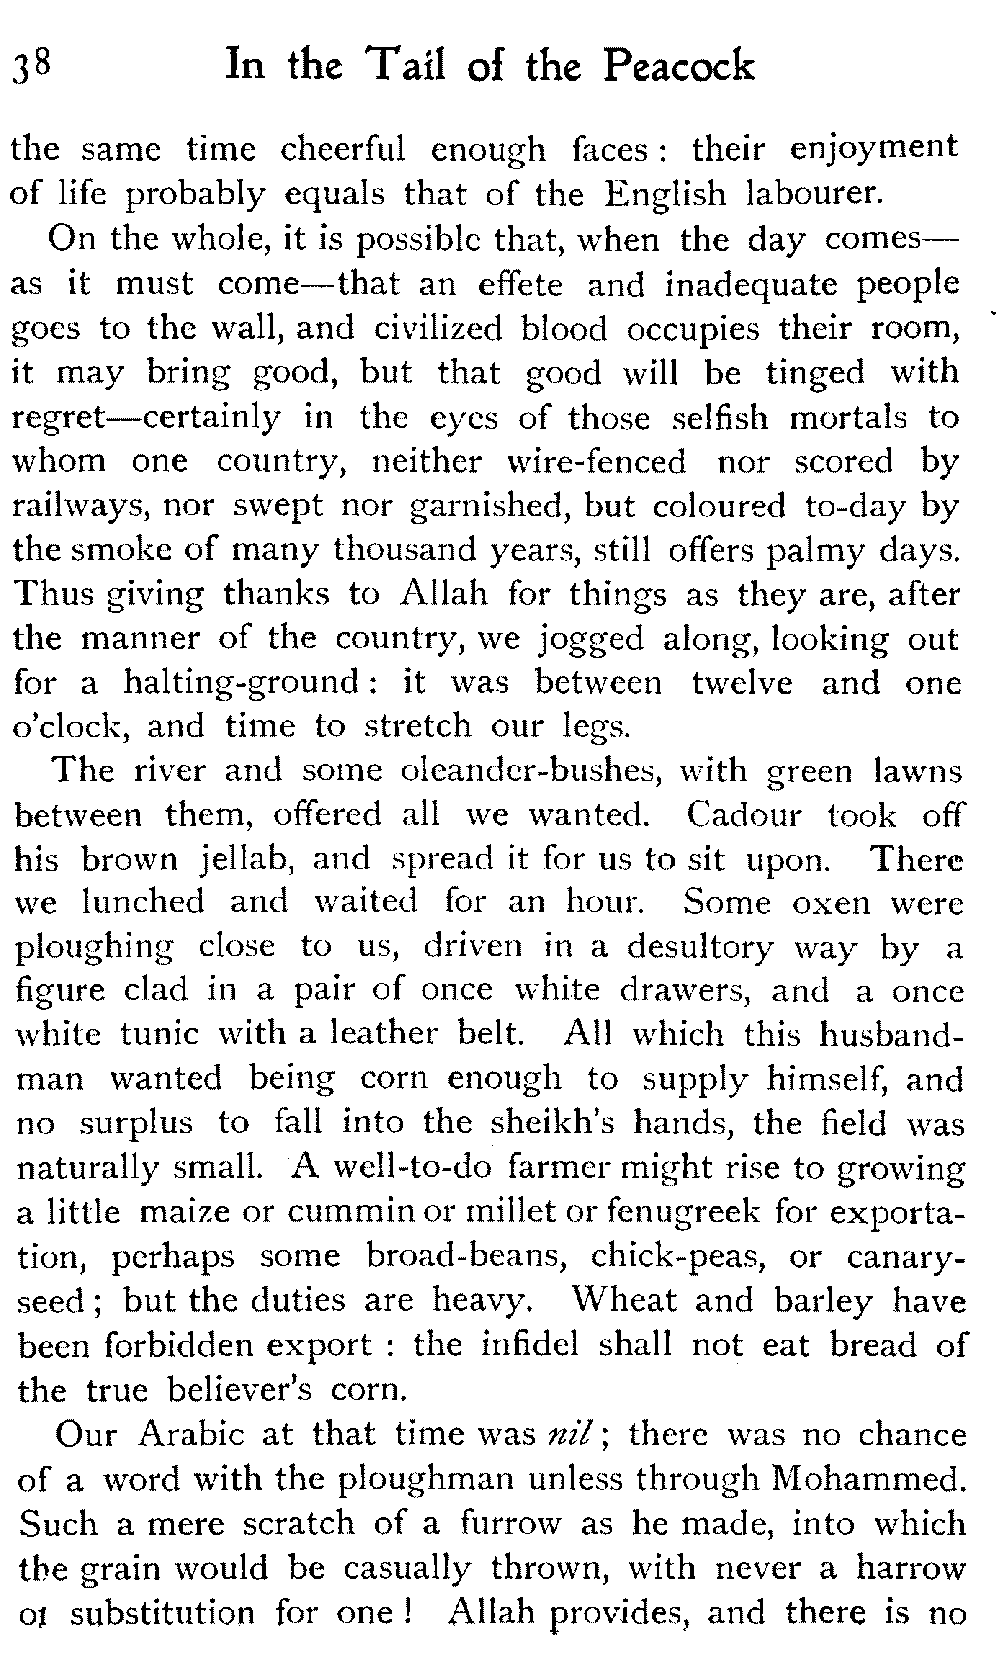 38 In the Tail of the Peacock
the same time cheerful enough faces : their enjoyment
of life probably equals that of the English labourer.
On the whole, it is possible that, when the day comes—
as it must come—that an effete and inadequate people
goes to the wall, and civilized blood occupies their room,
it may bring good, but that good will be tinged with
regret—certainly in the eyes of those selfish mortals to
whom one country, neither wire-fenced nor scored by
railways, nor swept nor garnished, but coloured to-day by
the smoke of many thousand years, still offers palmy days.
Thus giving thanks to Allah for things as they are, after
the manner of the country, we jogged along, looking out
for a halting-ground : it was between twelve and one
o'clock, and time to stretch our legs.
The river and some oleander-bushes, with green lawns
between them, offered all we wanted. Cadour took off
his brown jellab, and spread it for us to sit upon. There
we lunched and waited for an hour. Some oxen were
ploughing close to us, driven in a desultory way by a
figure clad in a pair of once white drawers, and a once
white tunic with a leather belt. All which this husband-
man wanted being corn enough to supply himself, and
no surplus to fall into the sheikh's hands, the field was
naturally small. A well-to-do farmer might rise to growing
a little maize or cummin or millet or fenugreek for exporta-
tion, perhaps some broad-beans, chick-peas, or canary-
seed ; but the duties are heavy. Wheat and barley have
been forbidden export : the infidel shall not eat bread of
the true believer's corn.
Our Arabic at that time was nil ; there was no chance
of a word with the ploughman unless through Mohammed.
Such a mere scratch of a furrow as he made, into which
the grain would be casually thrown, with never a harrow
or substitution for one ! Allah provides, and there is no